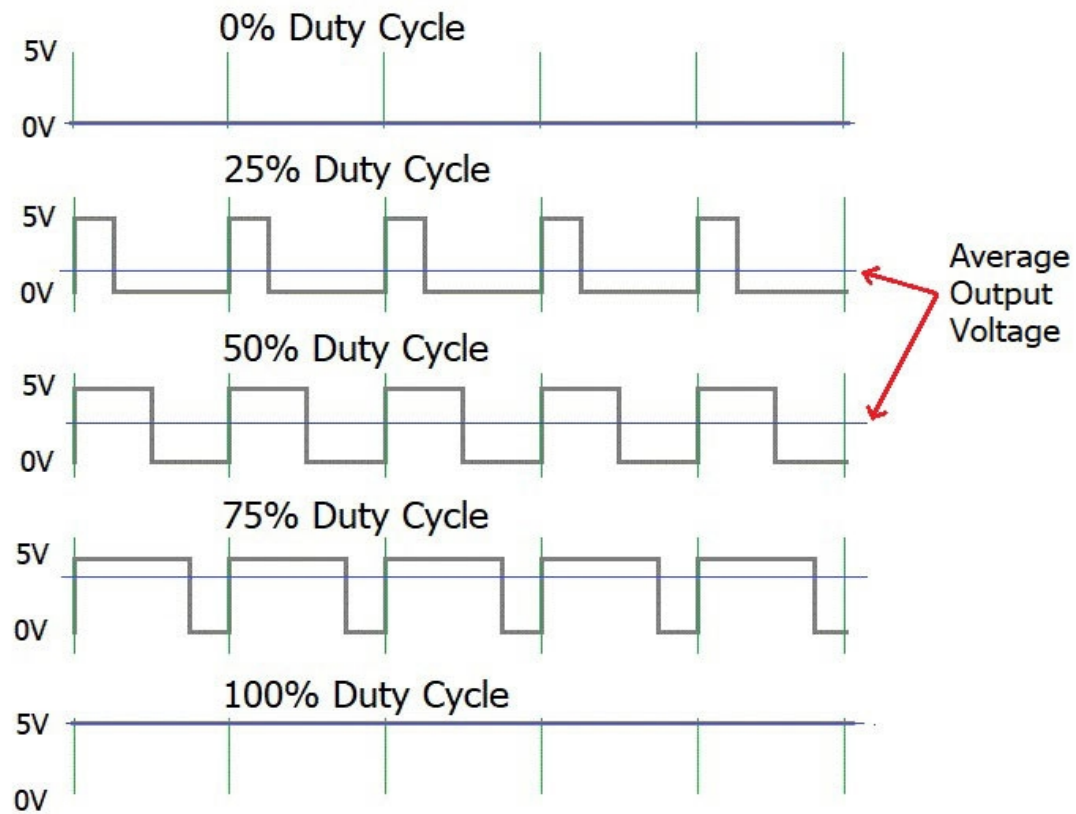 0% Duty Cycle
5V
0V
25% Duty Cycle
5V
0V
Average
Output
Voltage
50% Duty Cycle
5V
0V
75% Duty Cycle
5V
0V
100% Duty Cycle
5V
0V